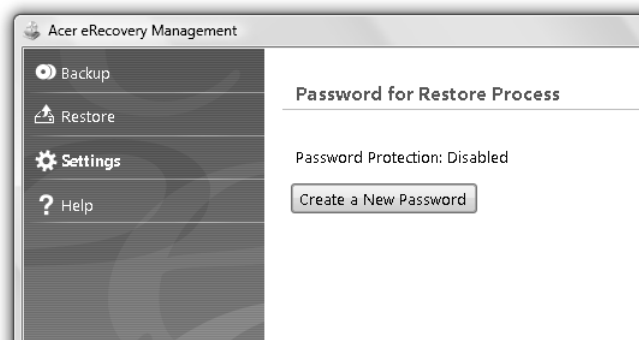 Acer eRecovery Management
Backup
Restore
Settings
Help
Password for Restore Process
Password Protection: Disabled
Create a New Password